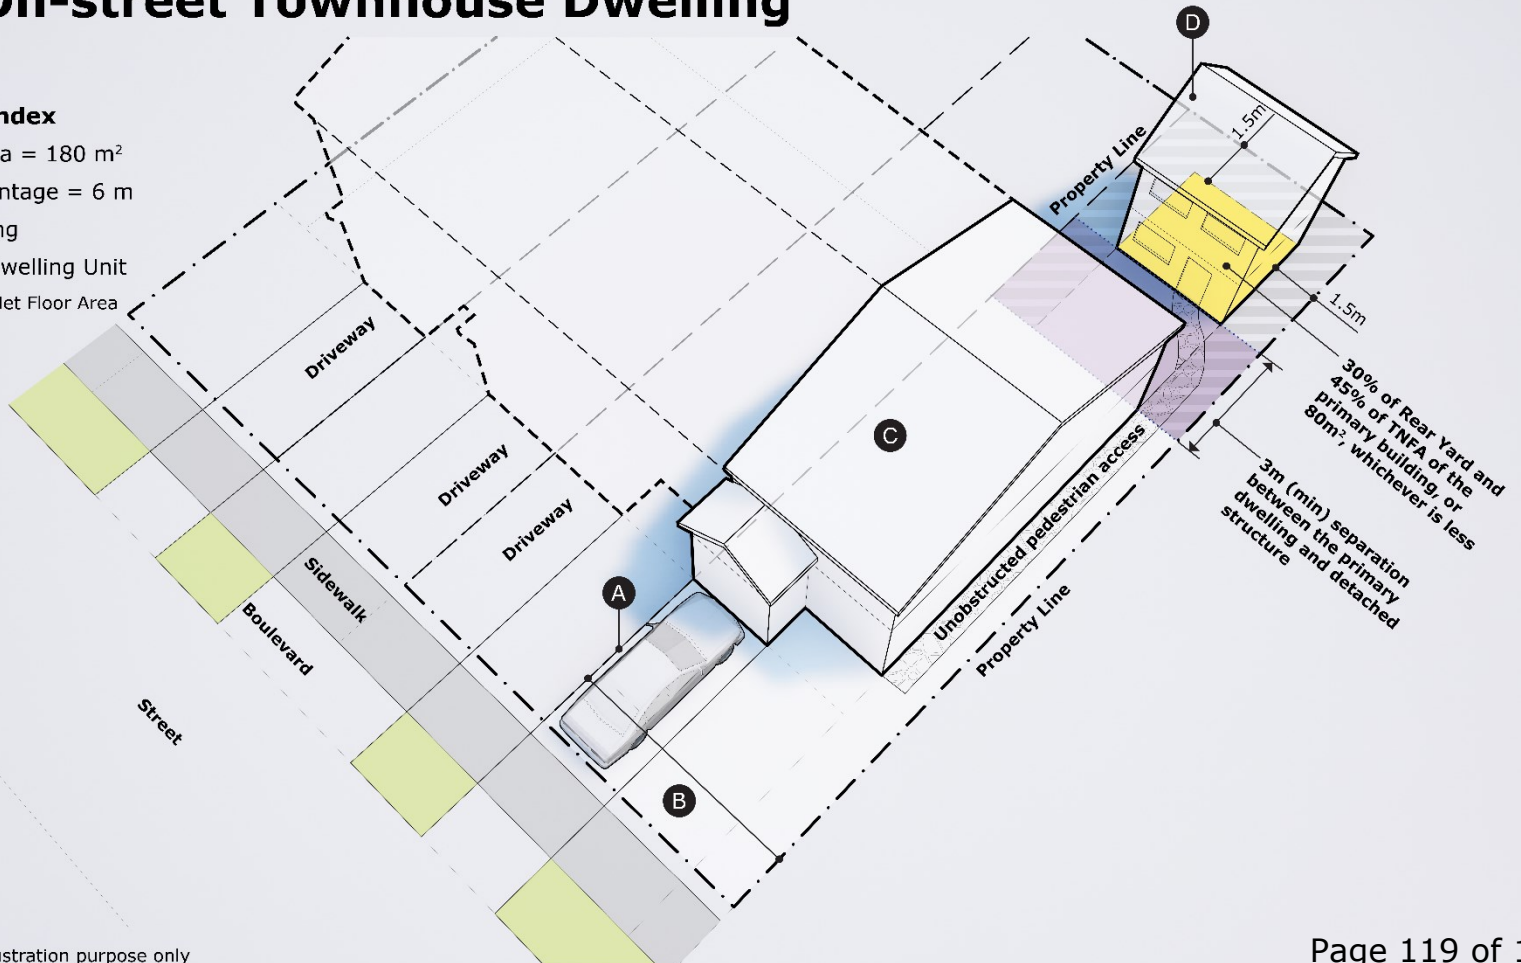 On-street Townhouse Dwelling
D
ndex
a = 180 m²
ntage = 6 m
ng
welling Unit
Net Floor Area
Property Line
1.5m
1.5m
Driveway
Driveway
Driveway
C
A
B
Sidewalk
Boulevard
Street
Unobstructed pedestrian access
Property Line
30% of Rear Yard and
45% of TNFA of the
primary building, or
80m², whichever is less
3m (min) separation
between the primary
dwelling and detached
structure
stration purpose only
Page 119 of 1